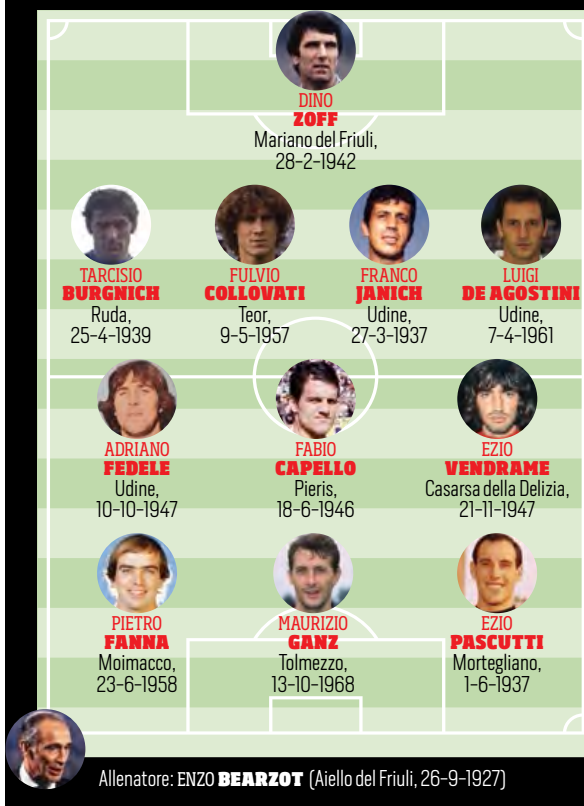 DINO
ZOFF
Mariano del Friuli,
28-2-1942
TARCISIO
BURGNICH
Ruda,
25-4-1939
FULVIO
COLLOVATI
Teor,
9-5-1957
FRANCO
JANICH
Udine,
27-3-1937
LUIGI
DE AGOSTINI
Udine,
7-4-1961
ADRIANO
FEDELE
Udine,
10-10-1947
FABIO
CAPELLO
Pieris,
18-6-1946
EZIO
VENDRAME
Casarsa della Delizia,
21-11-1947
PIETRO
FANNA
Moimacco,
23-6-1958
MAURIZIO
GANZ
Tolmezzo,
13-10-1968
EZIO
PASCUTTI
Mortegliano,
1-6-1937
Allenatore: ENZO BEARZOT (Aiello del Friuli, 26-9-1927)